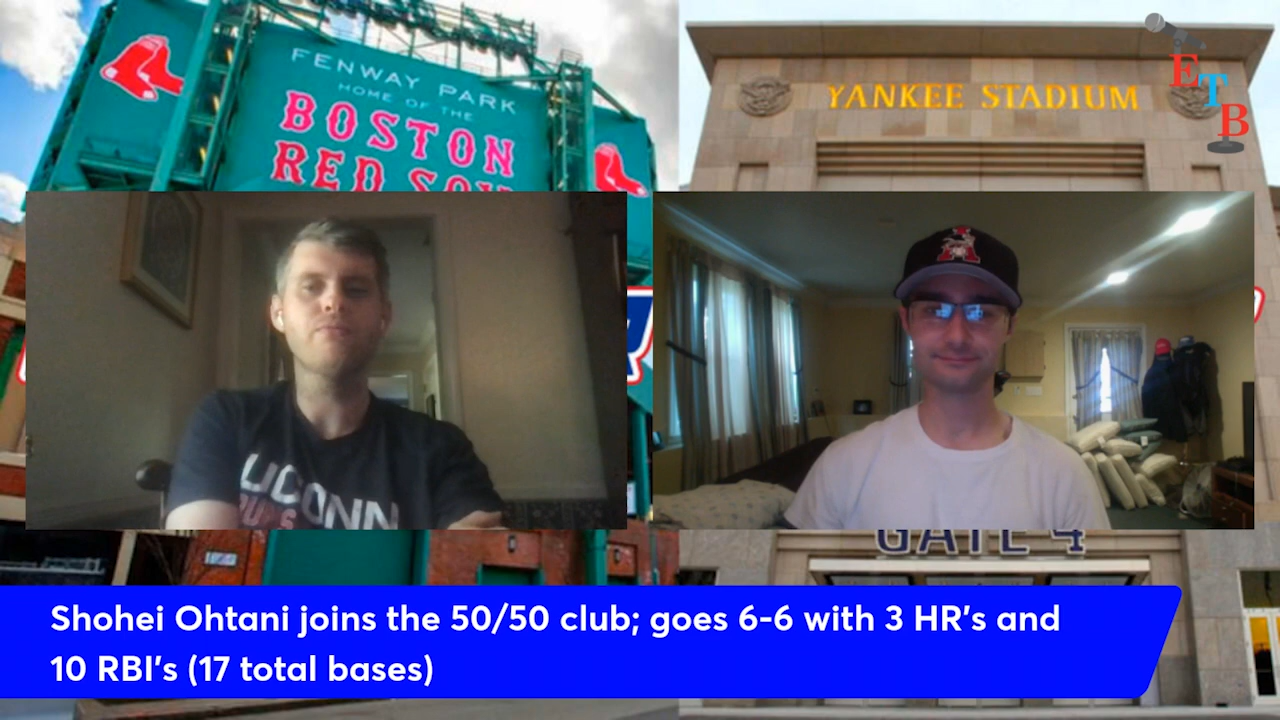 FENWAY PARK
HOME OF THE
BOSTON
RED SOX
YANKEE STADIUM
E
T
B
A
UCONN
GATE 4
Shohei Ohtani joins the 50/50 club; goes 6-6 with 3 HR's and
10 RBI's (17 total bases)